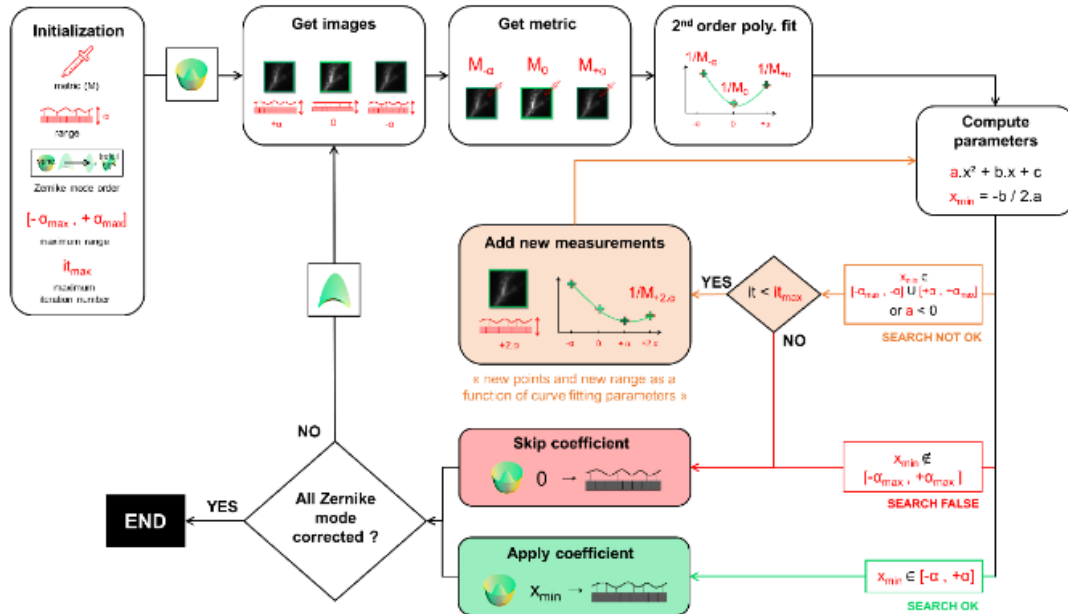 Initialization
metric (M)
α
range
Zernike mode order
[-α_max , + α_max]
maximum range
it_max
maximum
iteration number
Get images
+α
0
-α
Get metric
M_-α
M_0
M_+α
2nd order poly. fit
1/M_-α
1/M_0
1/M_+α
-α
0
+α
Compute
parameters
a.x² + b.x + c
x_min = -b / 2.a
Add new measurements
1/M_+2.α
+2.α
-α
0
+α
+2.α
YES
it < it_max
NO
x_min ∈
[-α_max , -α] U [+α , +α_max]
or a < 0
SEARCH NOT OK
« new points and new range as a
function of curve fitting parameters »
Skip coefficient
0 →
x_min ∉
[-α_max , +α_max ]
SEARCH FALSE
NO
All Zernike
mode
corrected ?
YES
END
Apply coefficient
x_min →
x_min ∈ [-α , +α]
SEARCH OK